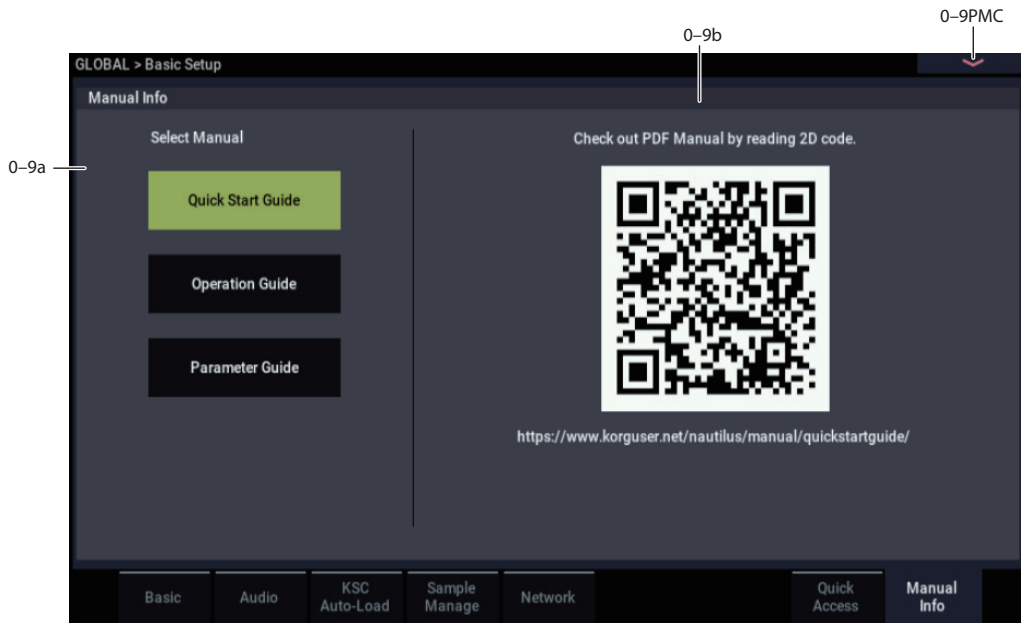 0–9PMC
0–9b
GLOBAL > Basic Setup
Manual Info
Select Manual
Check out PDF Manual by reading 2D code.
0–9a
Quick Start Guide
Operation Guide
Parameter Guide
https://www.korguser.net/nautilus/manual/quickstartguide/
Basic
Audio
KSC
Auto-Load
Sample
Manage
Network
Quick
Access
Manual
Info